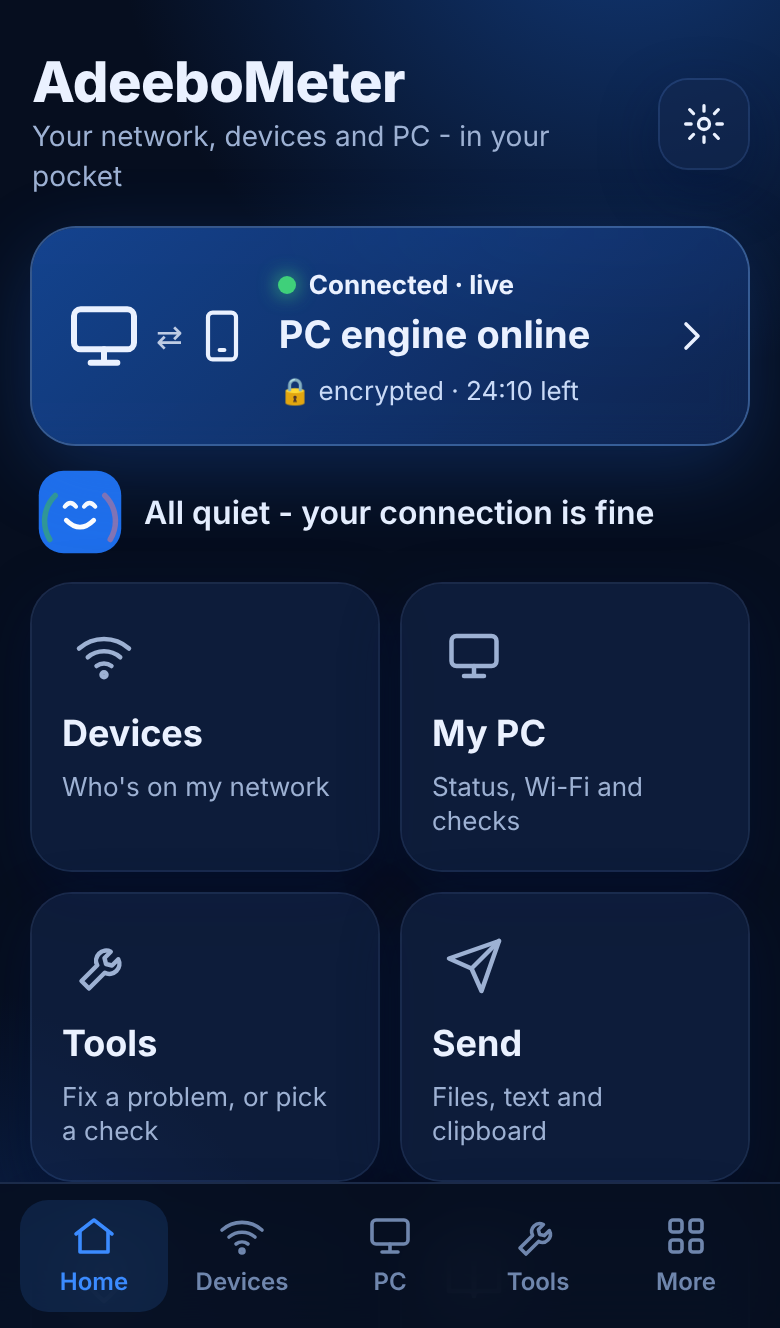 AdeeboMeter
Your network, devices and PC - in your
pocket
Connected · live
PC engine online
🔒 encrypted · 24:10 left
All quiet - your connection is fine
Devices
Who's on my network
My PC
Status, Wi-Fi and
checks
Tools
Fix a problem, or pick
a check
Send
Files, text and
clipboard
Home
Devices
PC
Tools
More